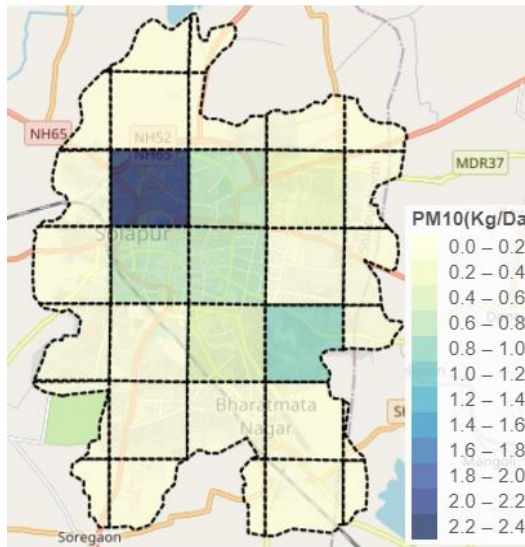 NH65
NH52
NH65
MDR37
Solapur
PM10(Kg/Da
0.0 – 0.2
0.2 – 0.4
0.4 – 0.6
0.6 – 0.8
0.8 – 1.0
1.0 – 1.2
1.2 – 1.4
1.4 – 1.6
1.6 – 1.8
1.8 – 2.0
2.0 – 2.2
2.2 – 2.4
Bharatmata
Nagar
Soregaon